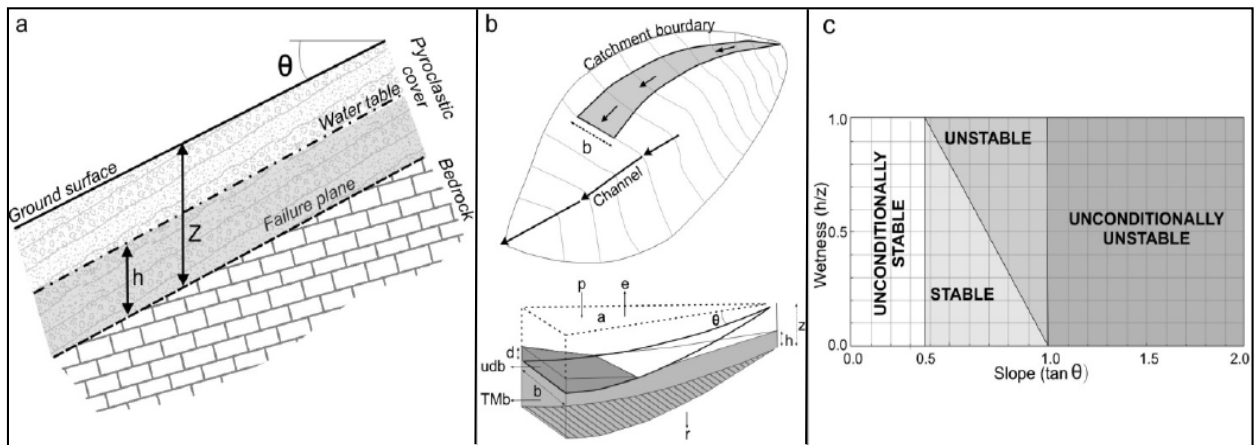 a
θ
Pyroclastic
cover
Water table
Ground surface
Failure plane
Bedrock
Z
h
b
Catchment bourdary
b
Channel
p
e
a
θ
z
h
d
udb
b
TMb
r
c
Wetness (h/z)
1.0
0.5
0.0
UNCONDITIONALLY
STABLE
UNSTABLE
STABLE
UNCONDITIONALLY
UNSTABLE
0.0
0.5
1.0
1.5
2.0
Slope (tan θ)